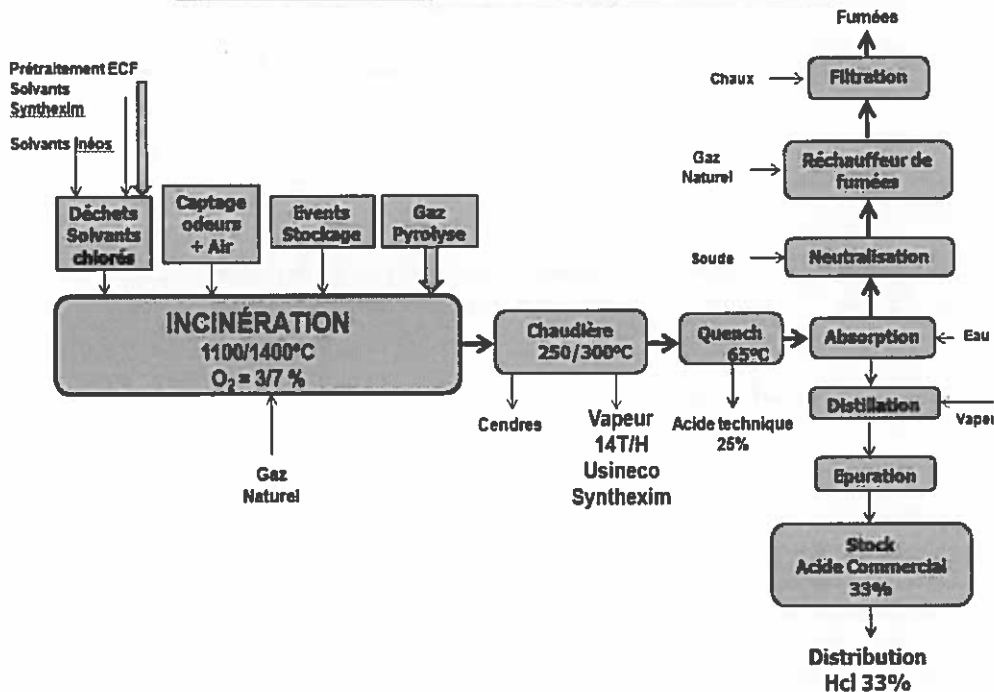 Fumées
Prétraitement ECF
Solvants
Synthexim
Solvants Inéos
Chaux
Filtration
Gaz
Naturel
Réchauffeur de
fumées
Déchets
Solvants
chlorés
Captage
odeurs
+ Air
Events
Stockage
Gaz
Pyrolyse
Soude
Neutralisation
INCINÉRATION
1100/1400°C
O₂ = 3/7 %
Chaudière
250/300°C
Quench
65°C
Absorption
Eau
Gaz
Naturel
Cendres
Vapeur
14T/H
Usineco
Synthexim
Acide technique
25%
Distillation
Vapeur
Epuration
Stock
Acide Commercial
33%
Distribution
Hcl 33%